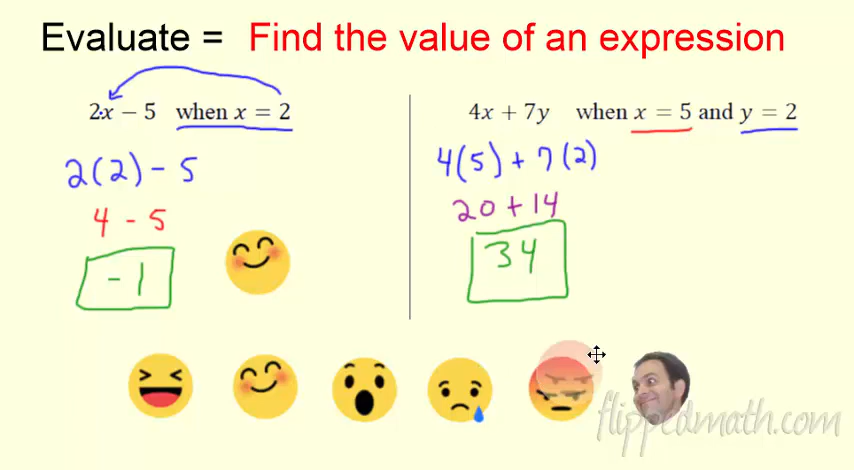 Evaluate = Find the value of an expression
2x − 5 when x = 2
2(2) - 5
4 - 5
-1
4x + 7y when x = 5 and y = 2
4(5) + 7(2)
20 + 14
34
flippedmath.com